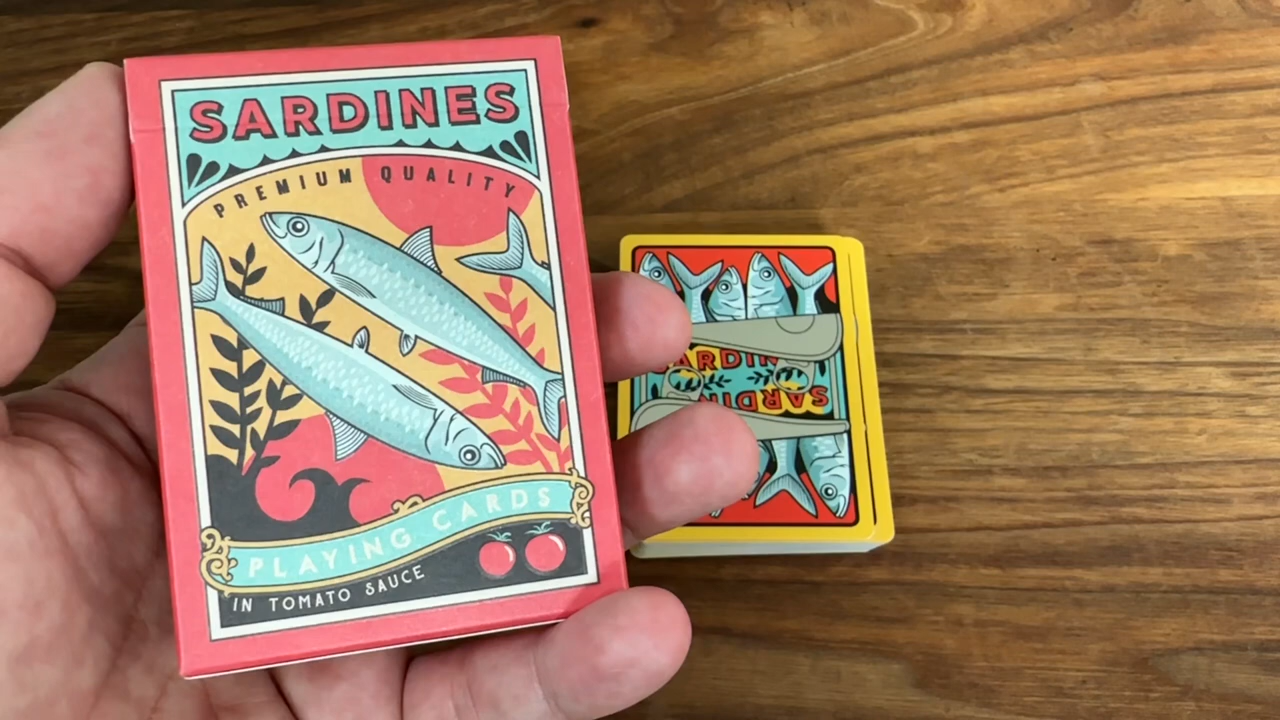 SARDINES
PREMIUM QUALITY
PLAYING CARDS
IN TOMATO SAUCE